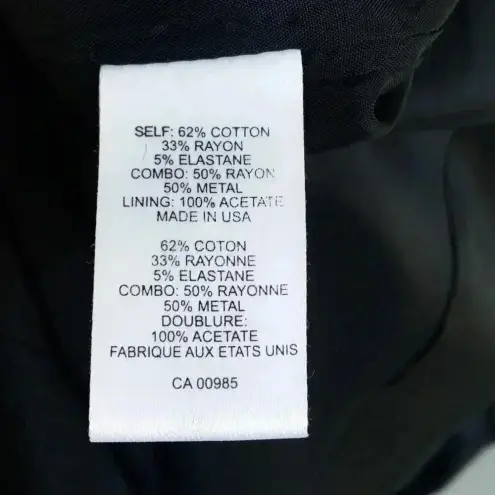 SELF: 62% COTTON
33% RAYON
5% ELASTANE
COMBO: 50% RAYON
50% METAL
LINING: 100% ACETATE
MADE IN USA
62% COTON
33% RAYONNE
5% ELASTANE
COMBO: 50% RAYONNE
50% METAL
DOUBLURE:
100% ACETATE
FABRIQUE AUX ETATS UNIS
CA 00985